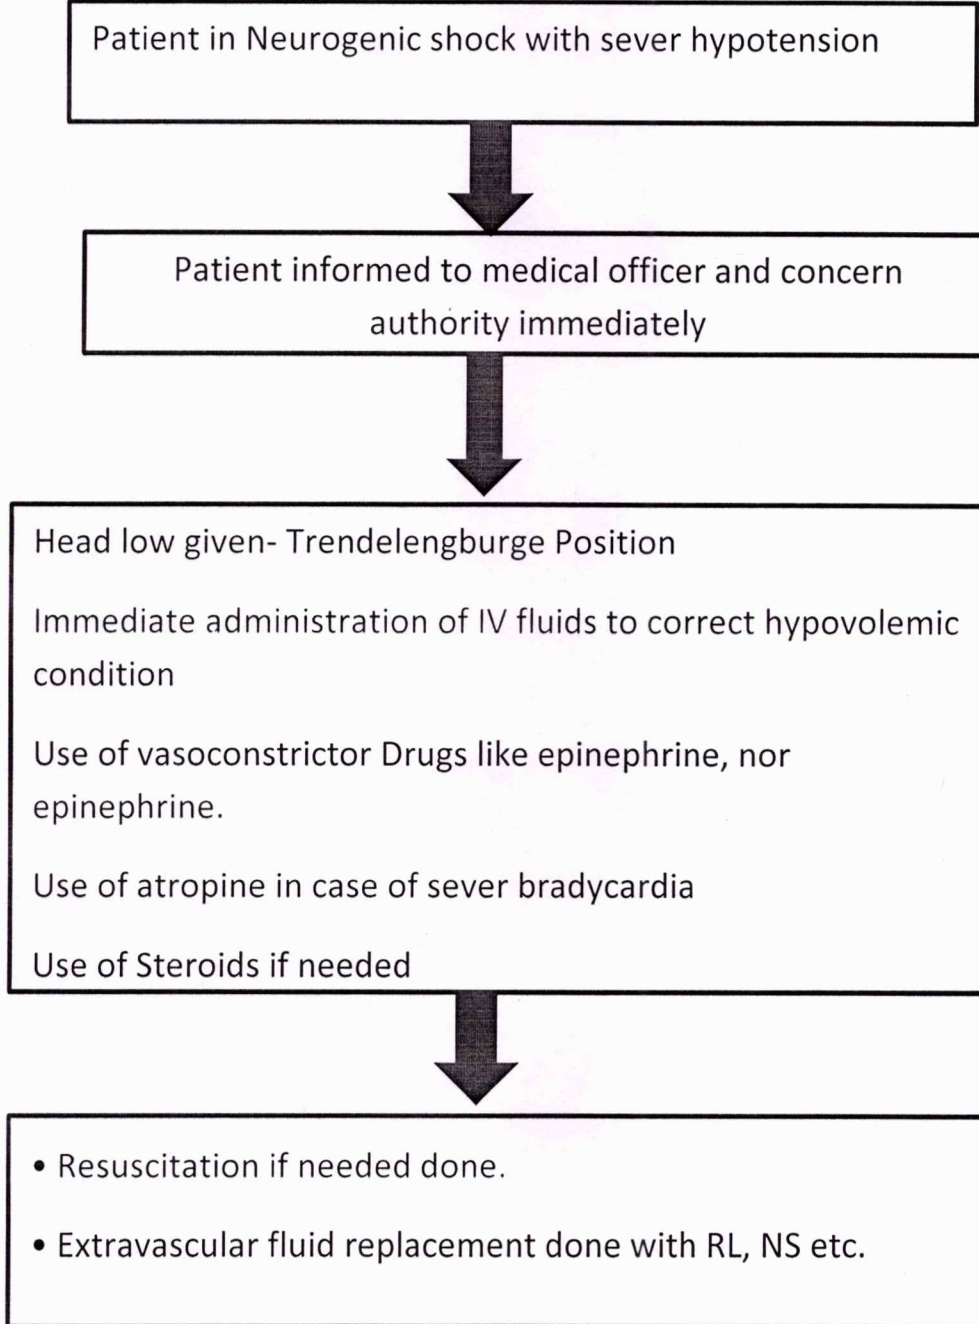 Patient in Neurogenic shock with sever hypotension
Patient informed to medical officer and concern
authority immediately
Head low given- Trendelengburge Position
Immediate administration of IV fluids to correct hypovolemic
condition
Use of vasoconstrictor Drugs like epinephrine, nor
epinephrine.
Use of atropine in case of sever bradycardia
Use of Steroids if needed
• Resuscitation if needed done.
• Extravascular fluid replacement done with RL, NS etc.